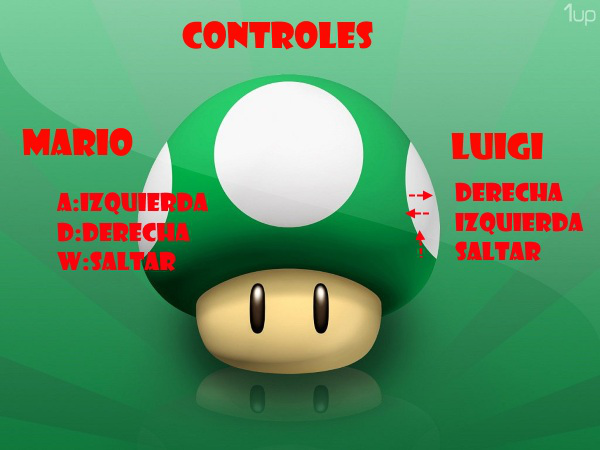 1up
CONTROLES
MARIO
A:IZQUIERDA
D:DERECHA
W:SALTAR
LUIGI
DERECHA
IZQUIERDA
SALTAR